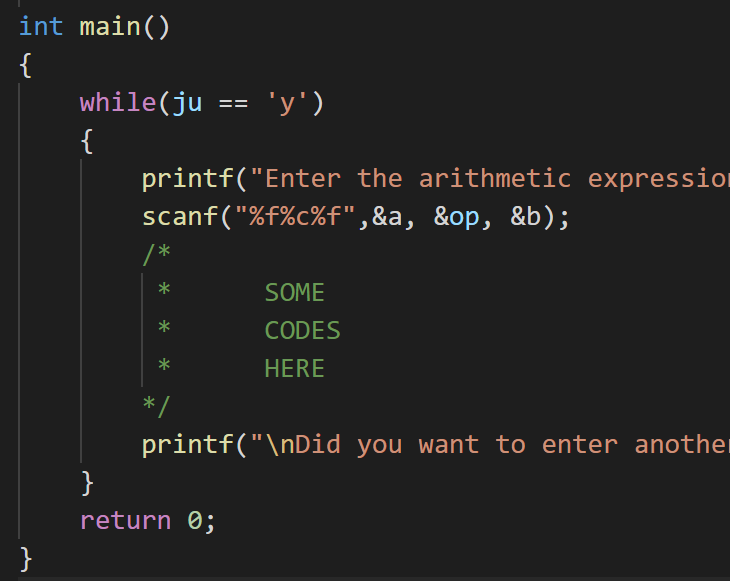 int main()
{
while(ju == 'y')
{
printf("Enter the arithmetic
scanf("%f%c%f",&a, &op, &b);
/*
* SOME
* CODES
* HERE
*/
printf("\nDid you want to enter another
}
return 0;
}